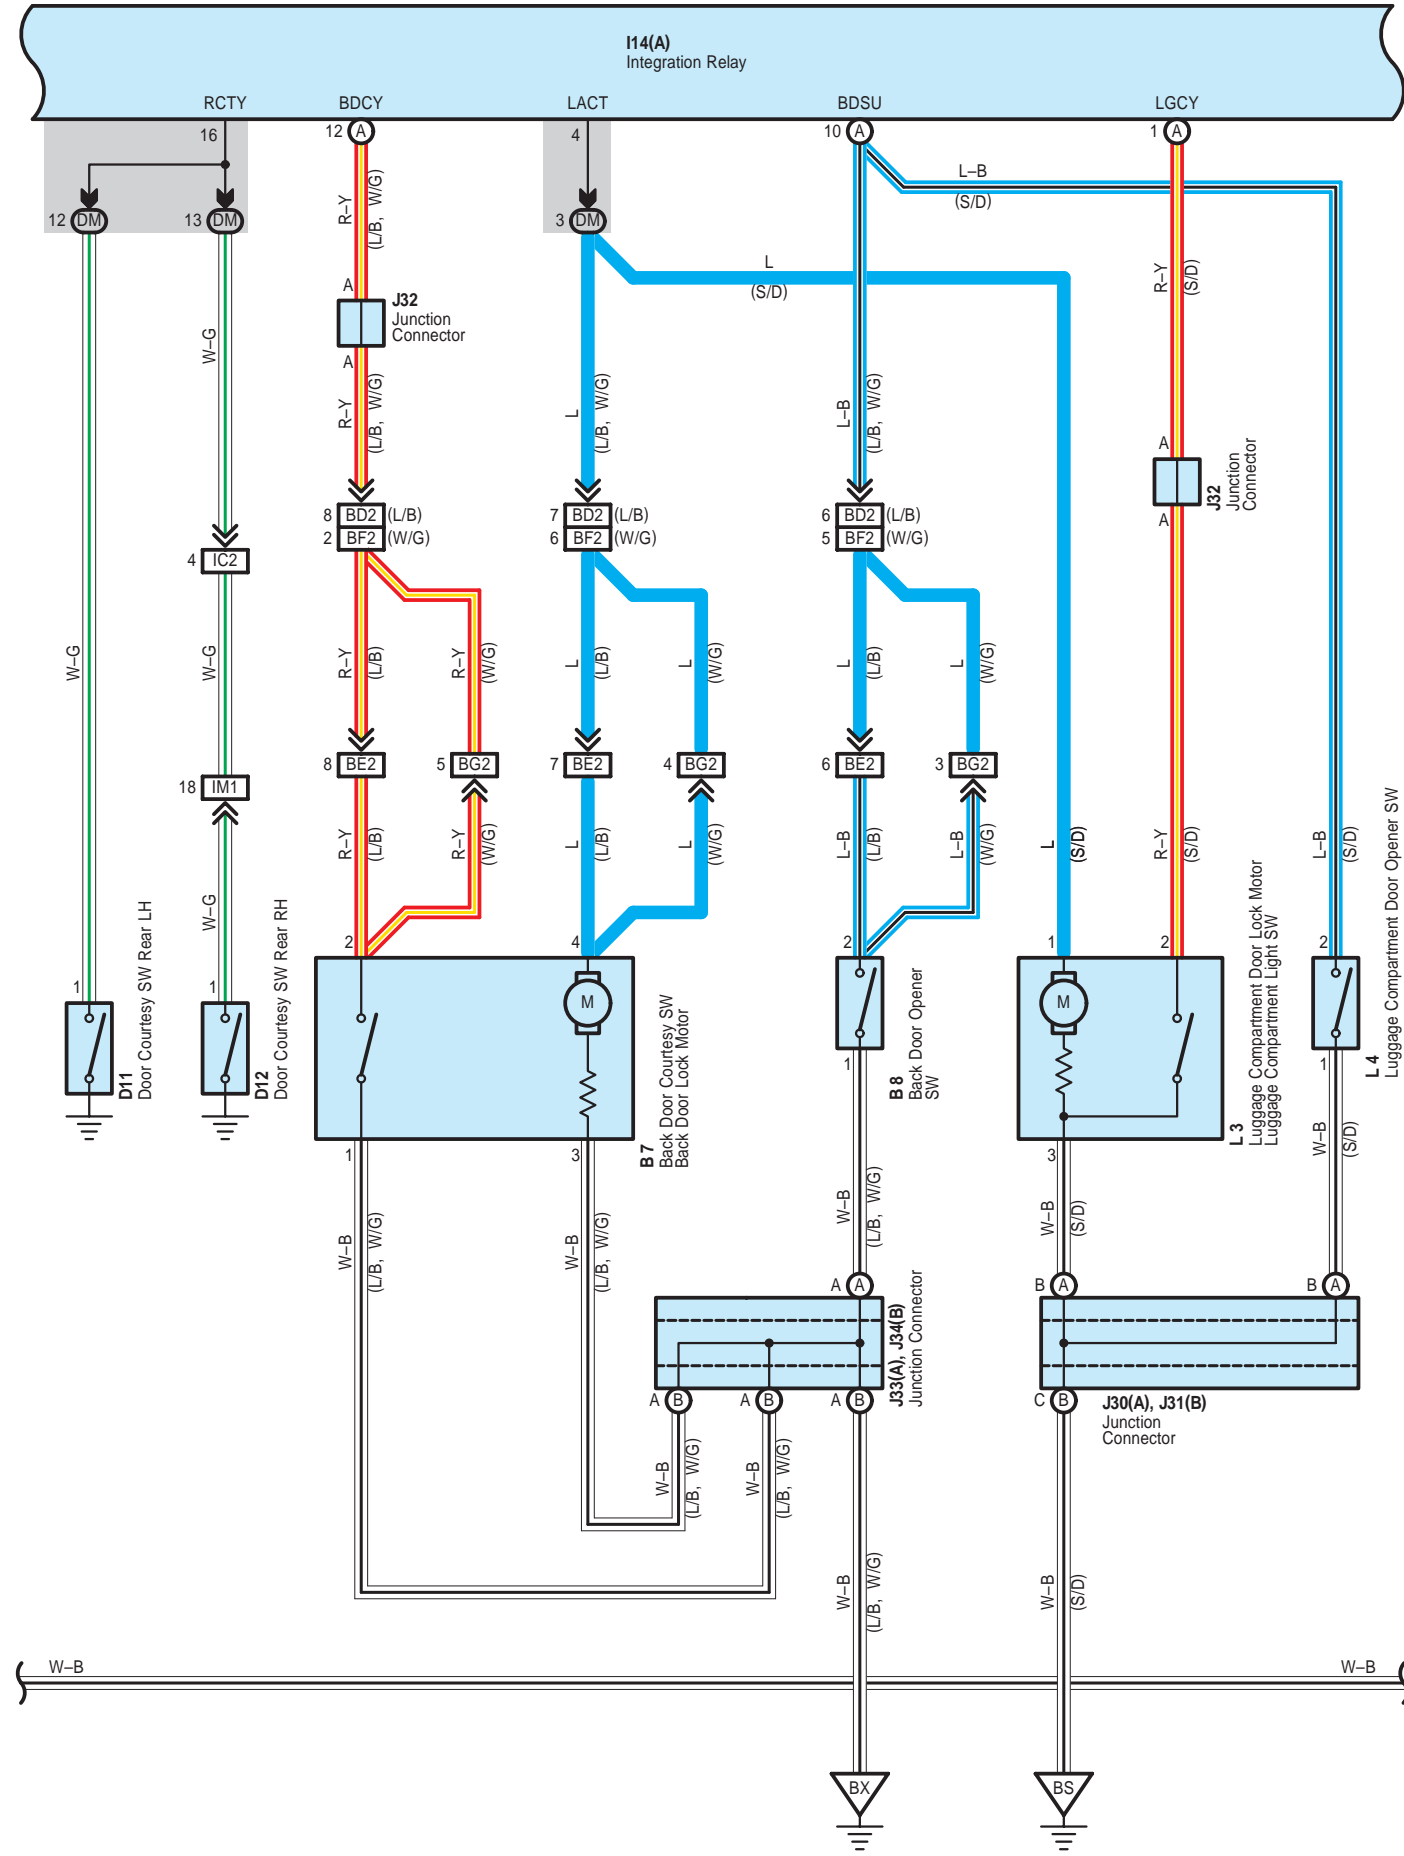 I14(A)
Integration Relay
RCTY
BDCY
LACT
BDSU
LGCY
16
12 A
4
10 A
1 A
12 DM
13 DM
3 DM
R–Y
(L/B, W/G)
L–B
(S/D)
L
(S/D)
R–Y
(S/D)
A
J32
Junction
Connector
A
W–G
R–Y
(L/B, W/G)
L
(L/B, W/G)
L–B
(L/B, W/G)
A
J32
Junction
Connector
A
8 BD2 (L/B)
2 BF2 (W/G)
7 BD2 (L/B)
6 BF2 (W/G)
6 BD2 (L/B)
5 BF2 (W/G)
4 IC2
W–G
W–G
R–Y
(L/B)
R–Y
(W/G)
L
(L/B)
L
(W/G)
L
(L/B)
L
(W/G)
18 IM1
8 BE2
5 BG2
7 BE2
4 BG2
6 BE2
3 BG2
R–Y
(L/B)
R–Y
(W/G)
L
(L/B)
L
(W/G)
L–B
(L/B)
L–B
(W/G)
L
(S/D)
R–Y
(S/D)
L–B
(S/D)
W–G
1
1
2
4
2
1
2
2
D11
Door Courtesy SW Rear LH
D12
Door Courtesy SW Rear RH
M
M
B 7
Back Door Courtesy SW
Back Door Lock Motor
B 8
Back Door Opener
SW
L 3
Luggage Compartment Door Lock Motor
Luggage Compartment Light SW
L 4
Luggage Compartment Door Opener SW
1
3
1
3
1
W–B
(L/B, W/G)
W–B
(L/B, W/G)
W–B
(L/B, W/G)
W–B
(S/D)
W–B
(S/D)
A A
B A
B A
J33(A), J34(B)
Junction Connector
A B
A B
A B
C B
J30(A), J31(B)
Junction
Connector
W–B
(L/B, W/G)
W–B
(L/B, W/G)
W–B
(L/B, W/G)
W–B
(S/D)
W–B
W–B
BX
BS